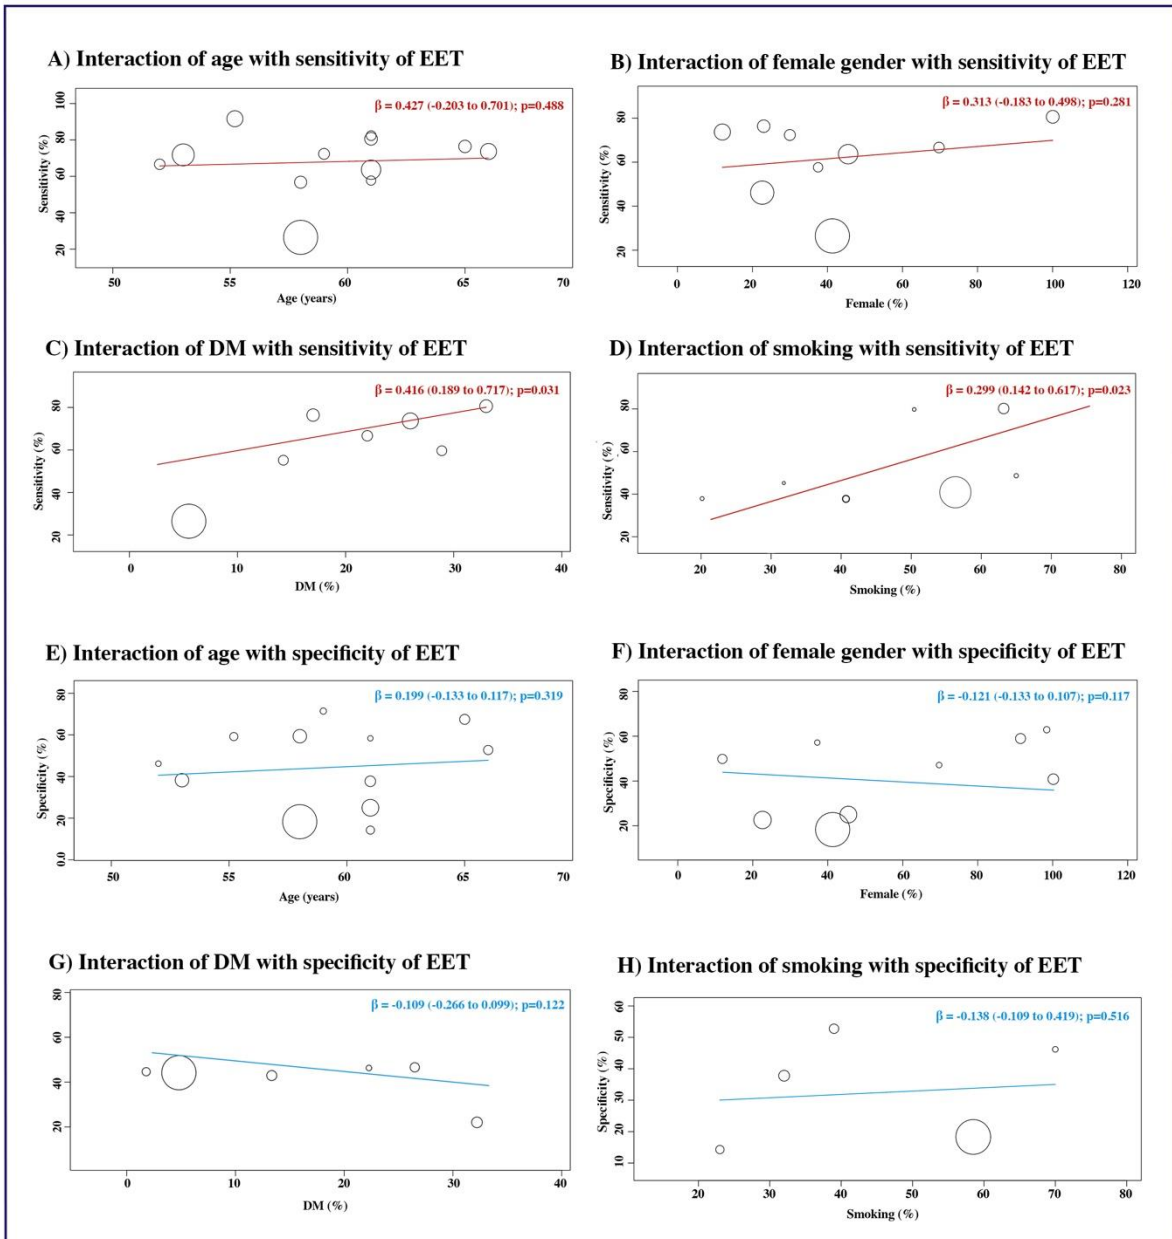 A) Interaction of age with sensitivity of EET
β = 0.427 (-0.203 to 0.701); p=0.488
Sensitivity (%)
100
80
60
40
20
50 55 60 65 70
Age (years)
B) Interaction of female gender with sensitivity of EET
β = 0.313 (-0.183 to 0.498); p=0.281
Sensitivity (%)
80
60
40
20
0 20 40 60 80 100 120
Female (%)
C) Interaction of DM with sensitivity of EET
β = 0.416 (0.189 to 0.717); p=0.031
Sensitivity (%)
80
60
40
20
0 10 20 30 40
DM (%)
D) Interaction of smoking with sensitivity of EET
β = 0.299 (0.142 to 0.617); p=0.023
Sensitivity (%)
80
60
40
20
20 30 40 50 60 70 80
Smoking (%)
E) Interaction of age with specificity of EET
β = 0.199 (-0.133 to 0.117); p=0.319
Specificity (%)
80
60
40
20
0.0
50 55 60 65 70
Age (years)
F) Interaction of female gender with specificity of EET
β = -0.121 (-0.133 to 0.107); p=0.117
Specificity (%)
80
60
40
20
0 20 40 60 80 100 120
Female (%)
G) Interaction of DM with specificity of EET
β = -0.109 (-0.266 to 0.099); p=0.122
Specificity (%)
80
60
40
20
0 10 20 30 40
DM (%)
H) Interaction of smoking with specificity of EET
β = -0.138 (-0.109 to 0.419); p=0.516
Specificity (%)
60
50
40
30
20
10
20 30 40 50 60 70 80
Smoking (%)